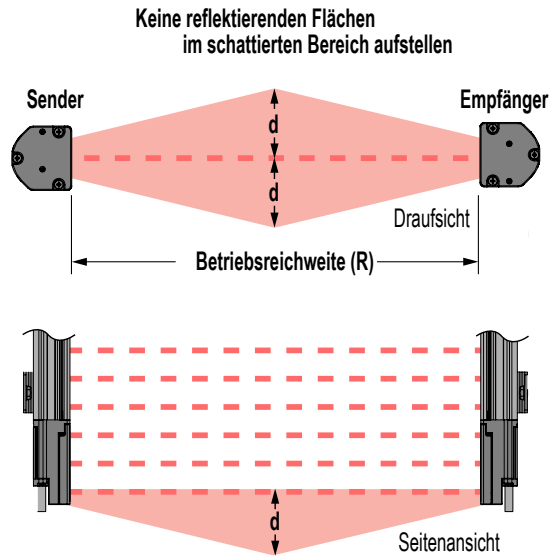 Keine reflektierenden Flächen
im schattierten Bereich aufstellen
Sender
Empfänger
d
d
Draufsicht
Betriebsreichweite (R)
d
Seitenansicht